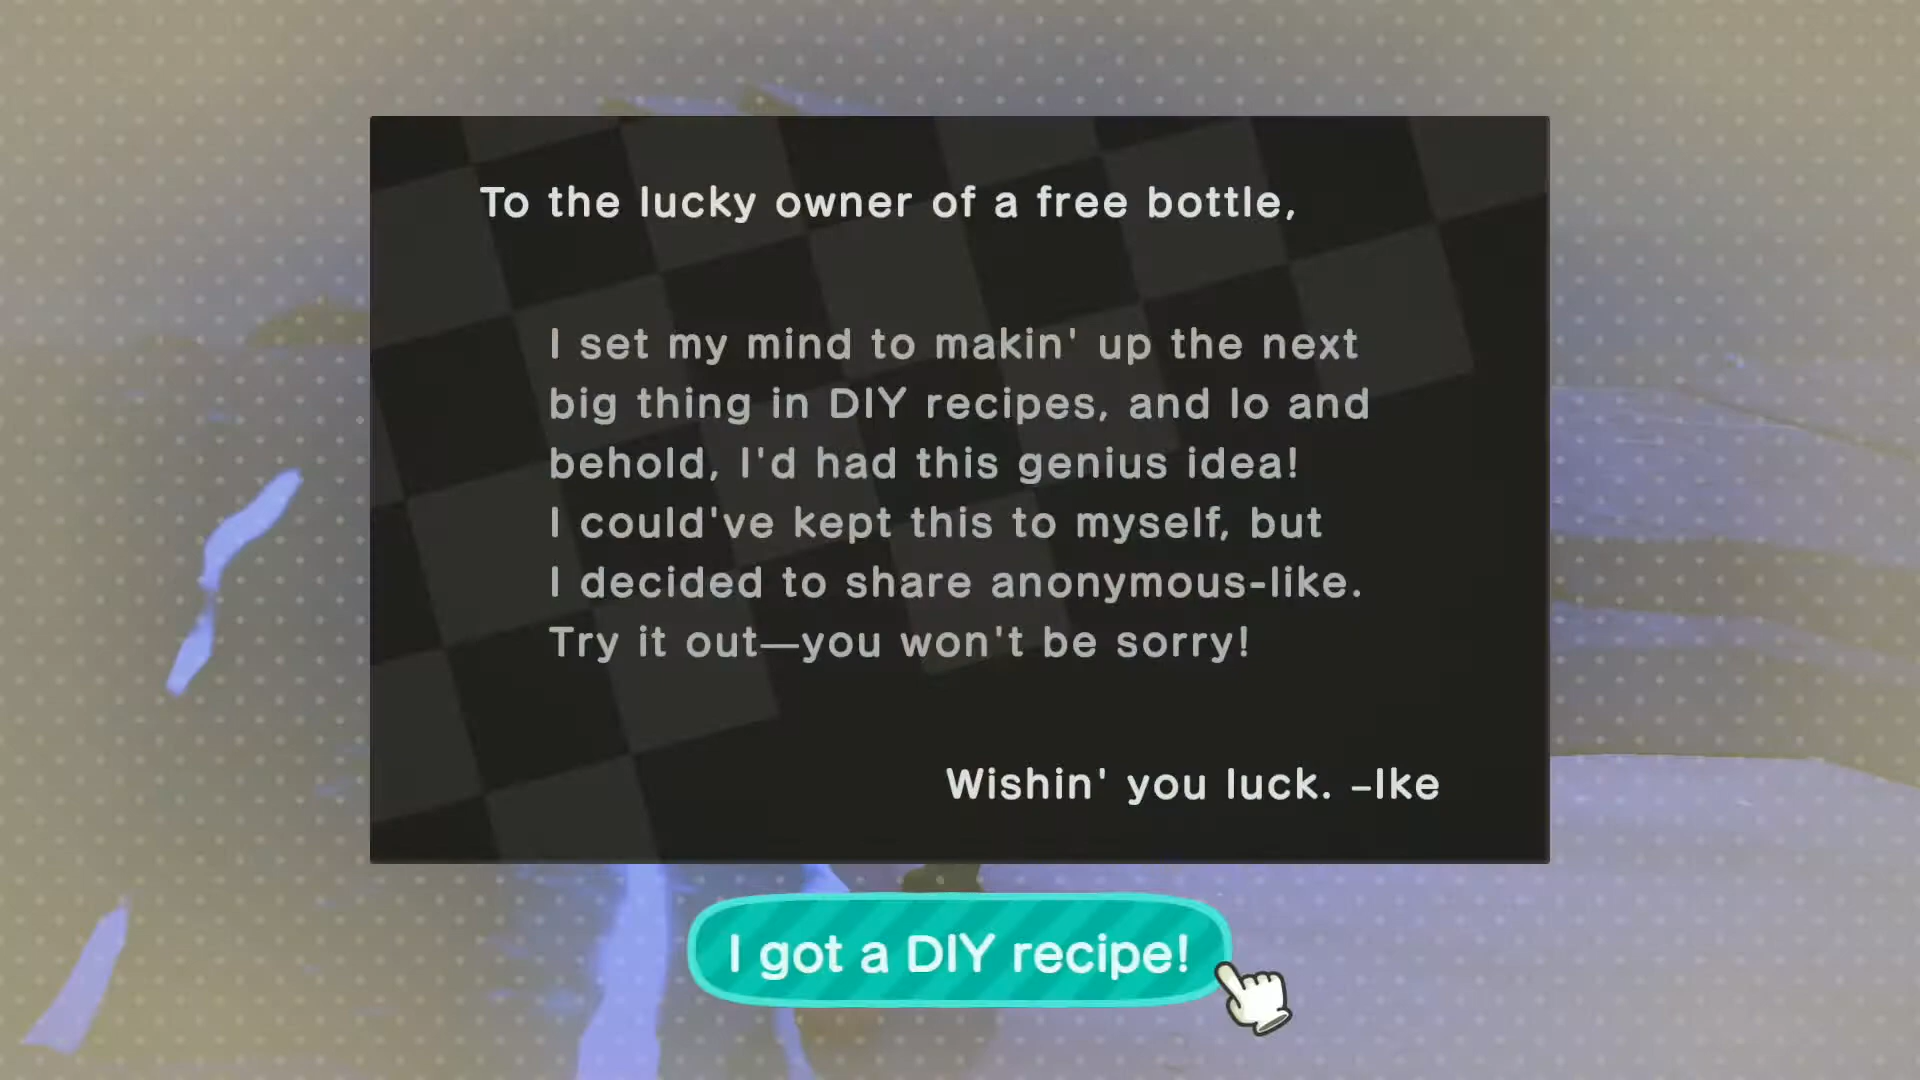 To the lucky owner of a free bottle,
I set my mind to makin' up the next
big thing in DIY recipes, and lo and
behold, I'd had this genius idea!
I could've kept this to myself, but
I decided to share anonymous-like.
Try it out—you won't be sorry!
Wishin' you luck. –Ike
I got a DIY recipe!